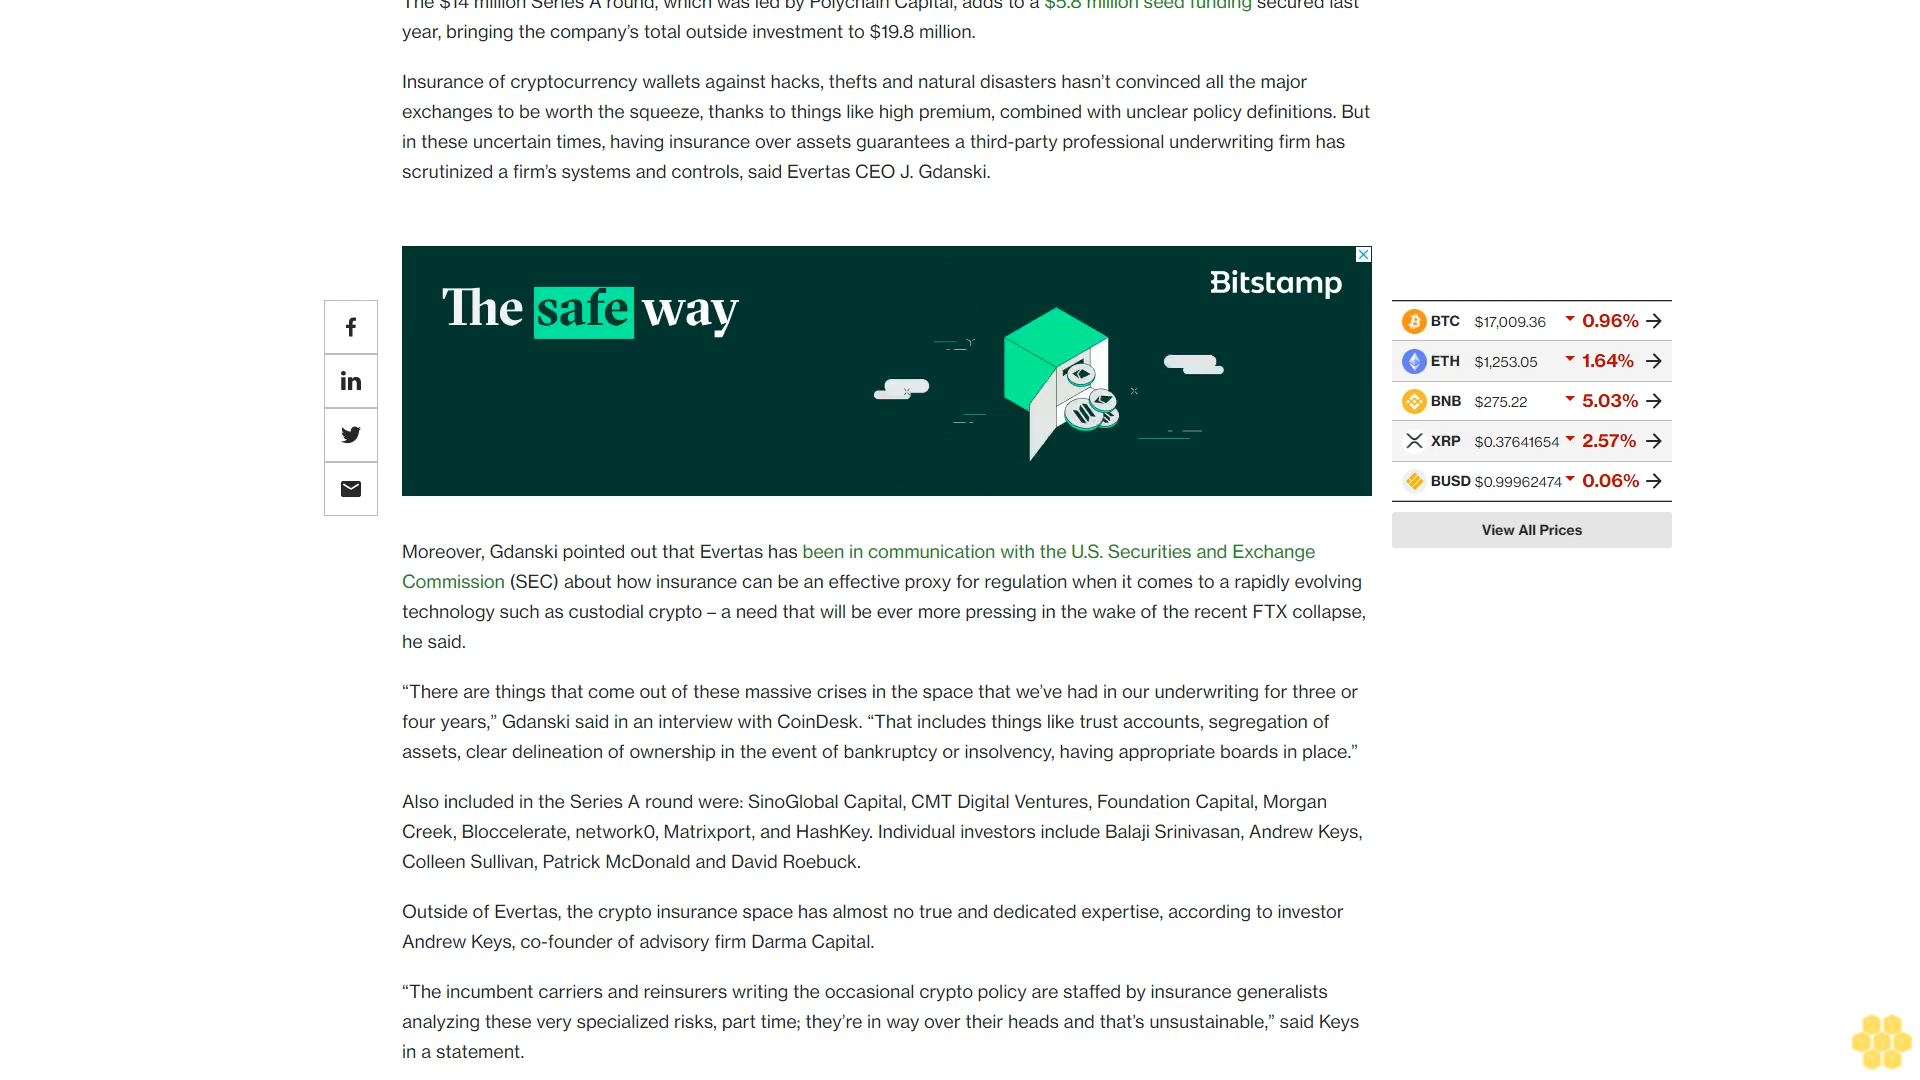 The $14 million Series A round, which was led by Polychain Capital, adds to a $5.8 million seed funding secured last
year, bringing the company’s total outside investment to $19.8 million.
Insurance of cryptocurrency wallets against hacks, thefts and natural disasters hasn’t convinced all the major
exchanges to be worth the squeeze, thanks to things like high premium, combined with unclear policy definitions. But
in these uncertain times, having insurance over assets guarantees a third-party professional underwriting firm has
scrutinized a firm’s systems and controls, said Evertas CEO J. Gdanski.
The safe way
Bitstamp
BTC $17,009.36 0.96%
ETH $1,253.05 1.64%
BNB $275.22 5.03%
XRP $0.37641654 2.57%
BUSD $0.99962474 0.06%
View All Prices
Moreover, Gdanski pointed out that Evertas has been in communication with the U.S. Securities and Exchange
Commission (SEC) about how insurance can be an effective proxy for regulation when it comes to a rapidly evolving
technology such as custodial crypto – a need that will be ever more pressing in the wake of the recent FTX collapse,
he said.
“There are things that come out of these massive crises in the space that we’ve had in our underwriting for three or
four years,” Gdanski said in an interview with CoinDesk. “That includes things like trust accounts, segregation of
assets, clear delineation of ownership in the event of bankruptcy or insolvency, having appropriate boards in place.”
Also included in the Series A round were: SinoGlobal Capital, CMT Digital Ventures, Foundation Capital, Morgan
Creek, Bloccelerate, network0, Matrixport, and HashKey. Individual investors include Balaji Srinivasan, Andrew Keys,
Colleen Sullivan, Patrick McDonald and David Roebuck.
Outside of Evertas, the crypto insurance space has almost no true and dedicated expertise, according to investor
Andrew Keys, co-founder of advisory firm Darma Capital.
“The incumbent carriers and reinsurers writing the occasional crypto policy are staffed by insurance generalists
analyzing these very specialized risks, part time; they’re in way over their heads and that’s unsustainable,” said Keys
in a statement.